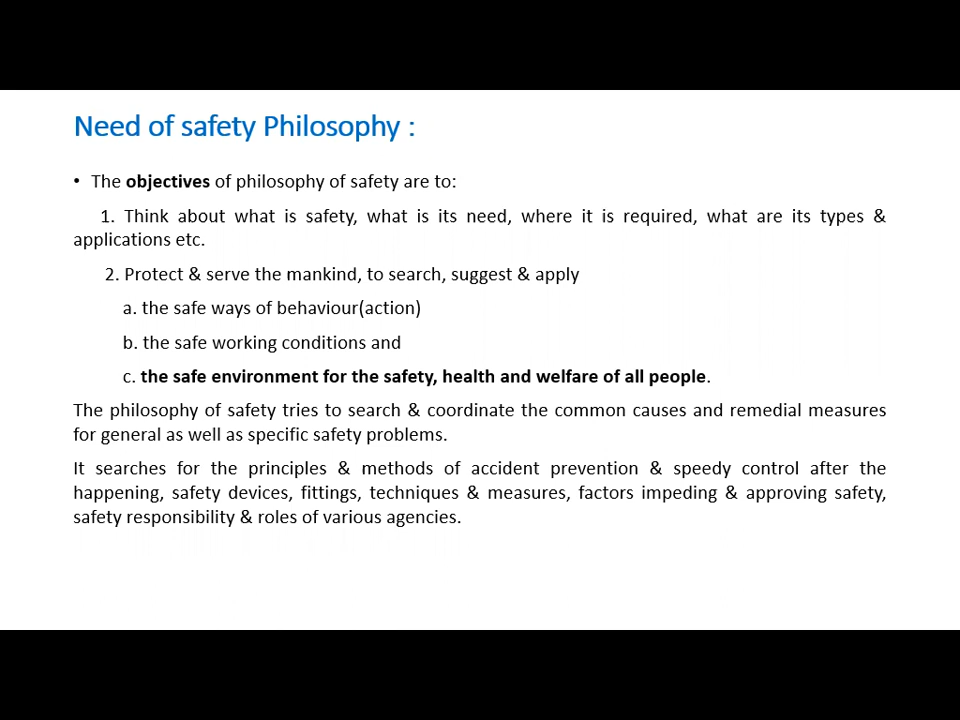 Need of safety Philosophy :
• The objectives of philosophy of safety are to:
1. Think about what is safety, what is its need, where it is required, what are its types &
applications etc.
2. Protect & serve the mankind, to search, suggest & apply
a. the safe ways of behaviour(action)
b. the safe working conditions and
c. the safe environment for the safety, health and welfare of all people.
The philosophy of safety tries to search & coordinate the common causes and remedial measures
for general as well as specific safety problems.
It searches for the principles & methods of accident prevention & speedy control after the
happening, safety devices, fittings, techniques & measures, factors impeding & approving safety,
safety responsibility & roles of various agencies.